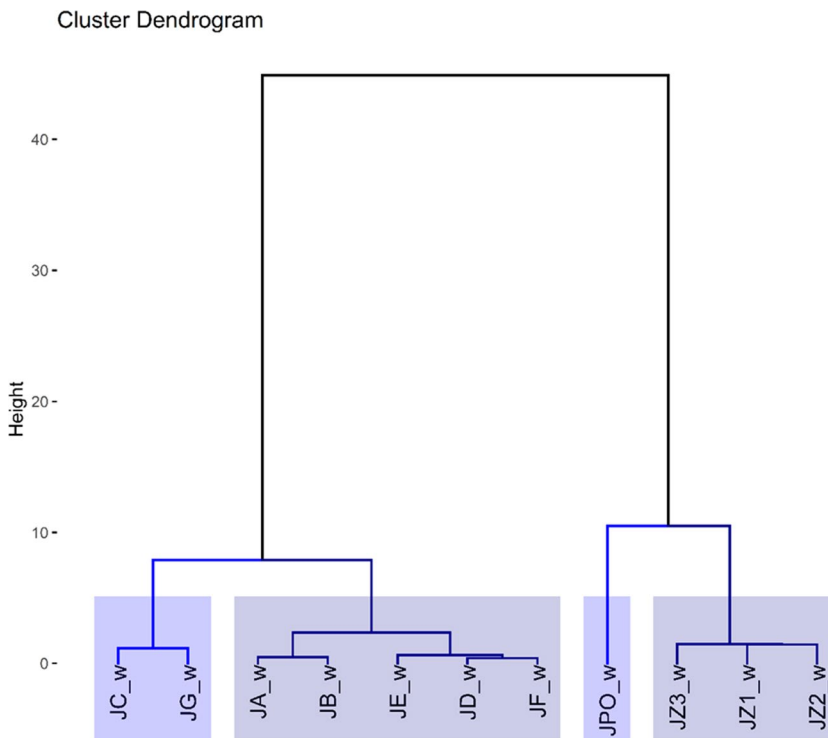 Cluster Dendrogram
40
30
20
10
0
Height
JC_w
JG_w
JA_w
JB_w
JE_w
JD_w
JF_w
JPO_w
JZ3_w
JZ1_w
JZ2_w